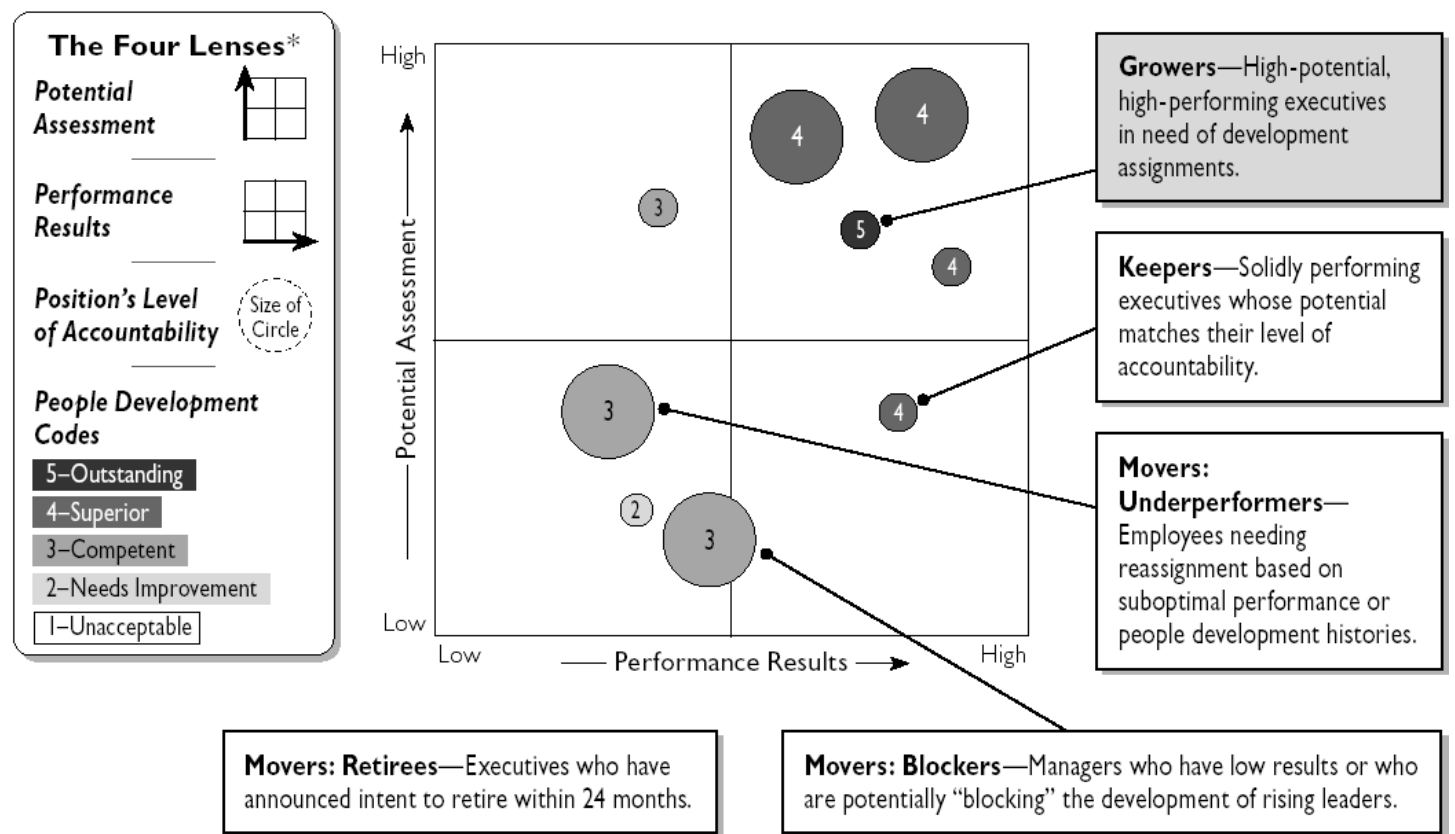 The Four Lenses*
Potential
Assessment
Performance
Results
Position's Level
of Accountability
Size of
Circle
People Development
Codes
5–Outstanding
4–Superior
3–Competent
2–Needs Improvement
1–Unacceptable
High
Potential Assessment
Low
4
4
3
5
4
3
4
2
3
Low
Performance Results
High
Growers—High-potential,
high-performing executives
in need of development
assignments.
Keepers—Solidly performing
executives whose potential
matches their level of
accountability.
Movers:
Underperformers—
Employees needing
reassignment based on
suboptimal performance or
people development histories.
Movers: Retirees—Executives who have
announced intent to retire within 24 months.
Movers: Blockers—Managers who have low results or who
are potentially “blocking” the development of rising leaders.